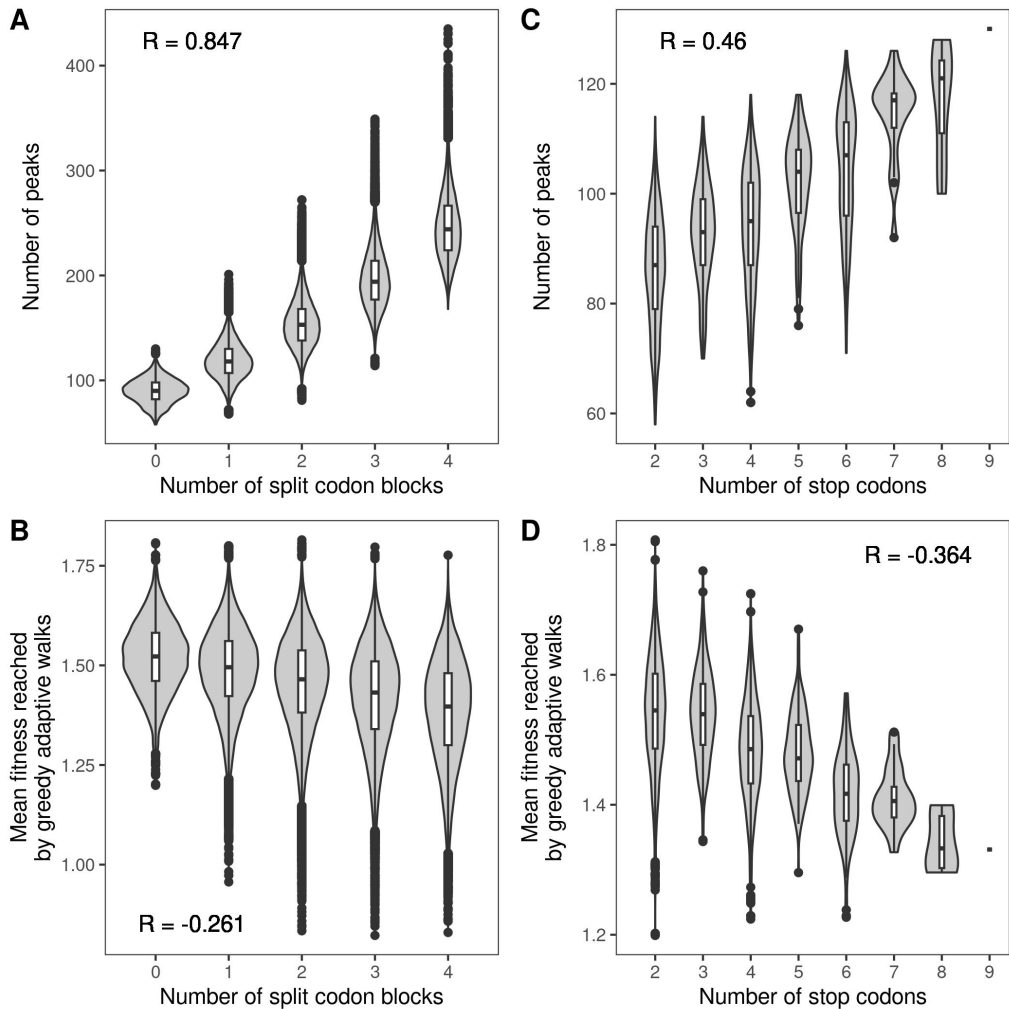 A
R = 0.847
Number of peaks
400
300
200
100
0 1 2 3 4
Number of split codon blocks
C
R = 0.46
Number of peaks
120
100
80
60
2 3 4 5 6 7 8 9
Number of stop codons
B
R = -0.261
Mean fitness reached
by greedy adaptive walks
1.75
1.50
1.25
1.00
0 1 2 3 4
Number of split codon blocks
D
R = -0.364
Mean fitness reached
by greedy adaptive walks
1.8
1.6
1.4
1.2
2 3 4 5 6 7 8 9
Number of stop codons